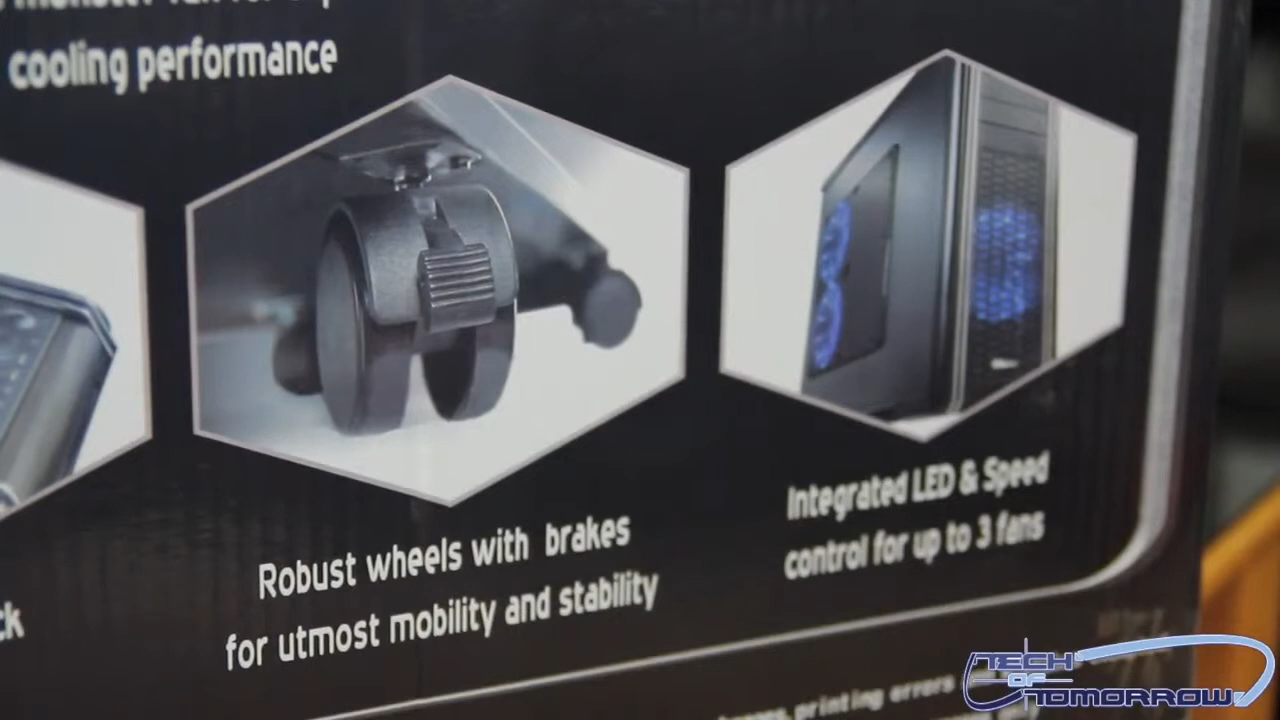 cooling performance
Robust wheels with brakes
for utmost mobility and stability
Integrated LED & Speed
control for up to 3 fans
printing errors
TECH
OF
TOMORROW